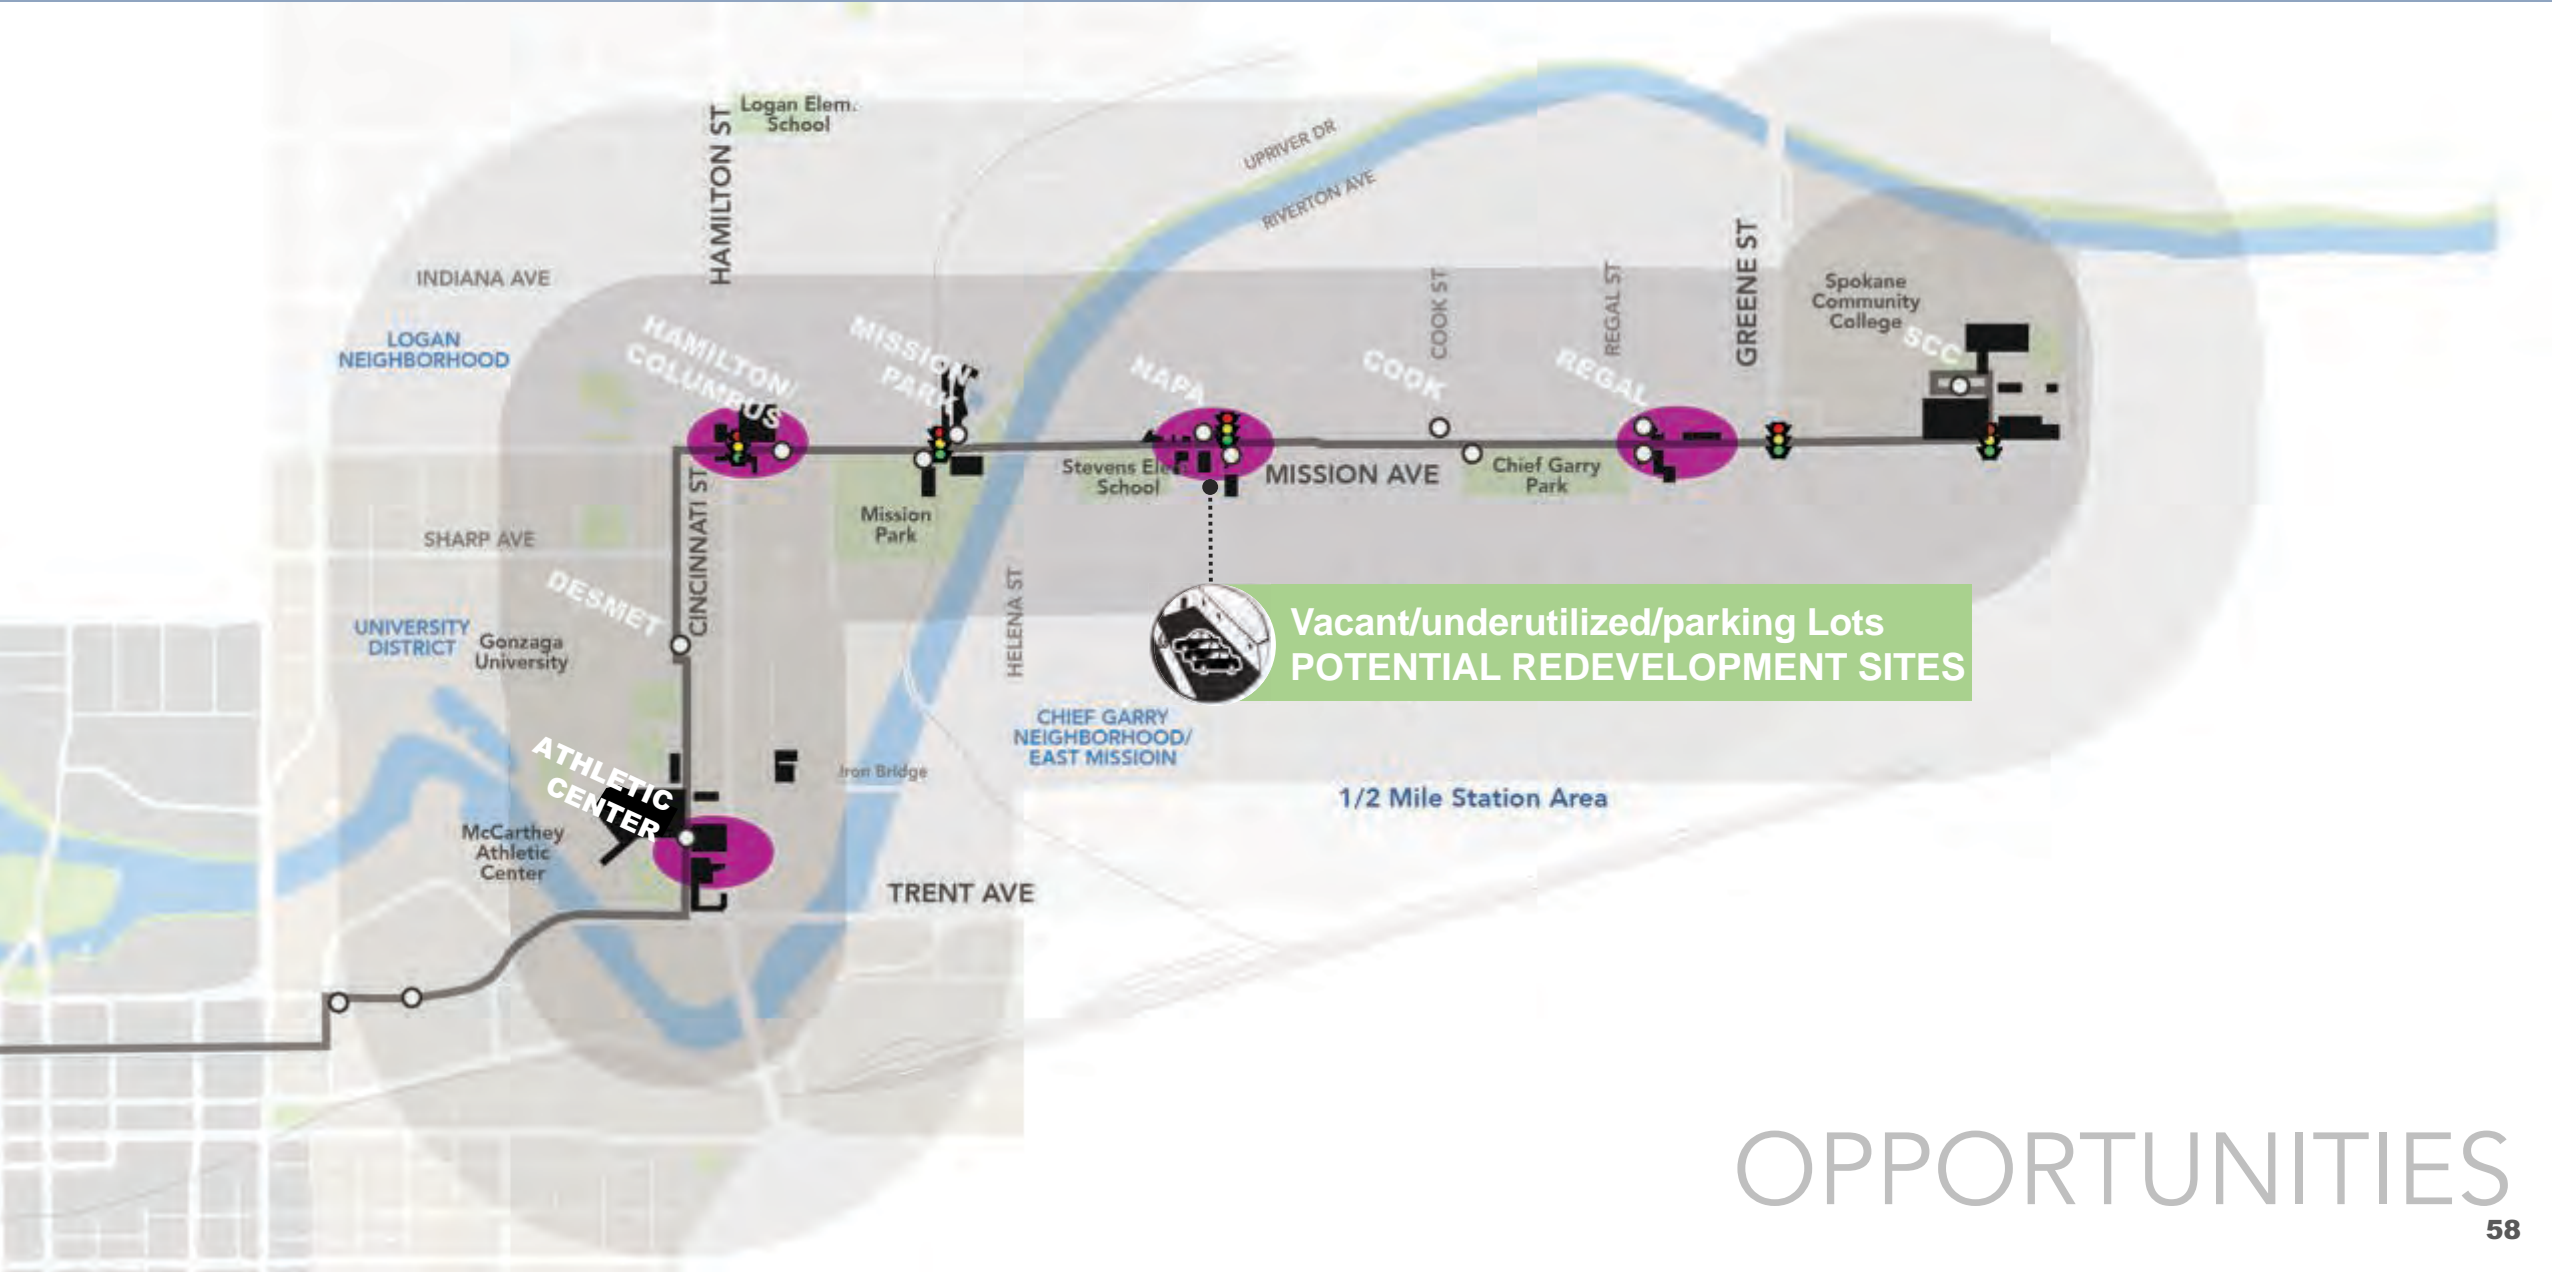 Logan Elem.
School
HAMILTON ST
UPRIVER DR
RIVERTON AVE
INDIANA AVE
LOGAN
NEIGHBORHOOD
HAMILTON/
COLUMBUS
MISSION
PARK
NAPA
COOK
COOK ST
REGAL
REGAL ST
GREENE ST
Spokane
Community
College
SCC
Stevens Ele
School
MISSION AVE
Chief Garry
Park
Mission
Park
SHARP AVE
CINCINNATI ST
DESMET
HELENA ST
UNIVERSITY
DISTRICT
Gonzaga
University
Vacant/underutilized/parking Lots
POTENTIAL REDEVELOPMENT SITES
CHIEF GARRY
NEIGHBORHOOD/
EAST MISSIOIN
Iron Bridge
1/2 Mile Station Area
ATHLETIC
CENTER
McCarthey
Athletic
Center
TRENT AVE
OPPORTUNITIES
58